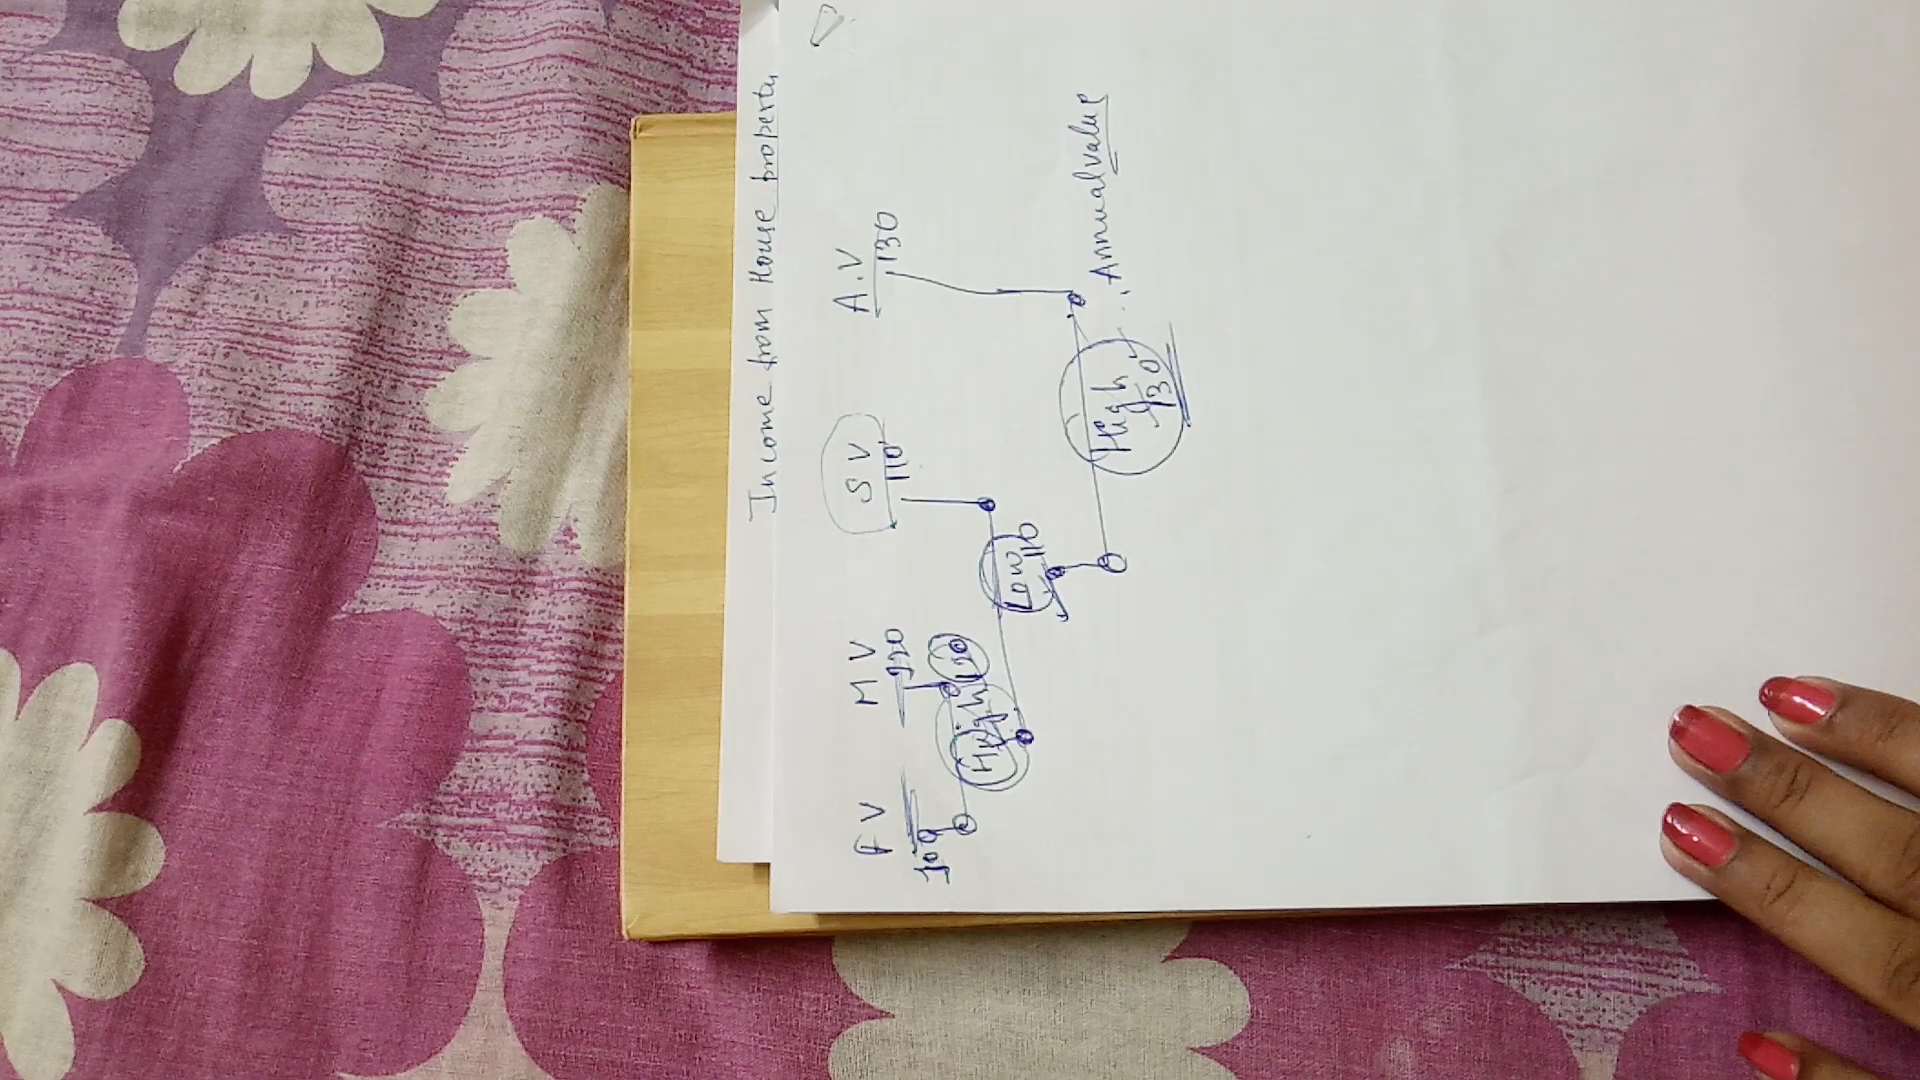 Income from House property
F V M V S V A.V
100 120 110 130
High 120
Low 110
High
130
Annual value